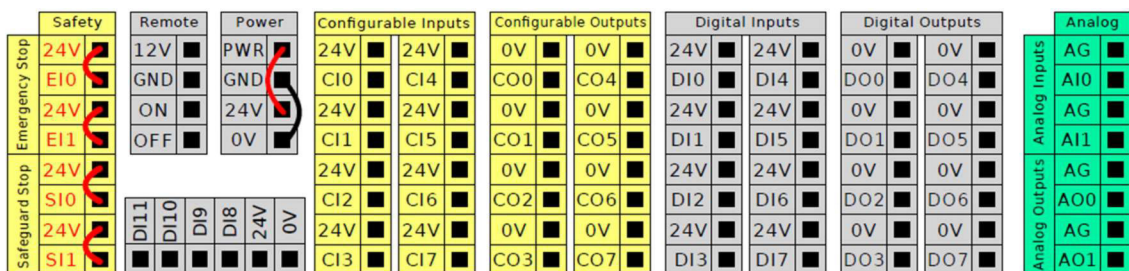 Safety
Emergency Stop
24V
EI0
24V
EI1
Safeguard Stop
24V
SI0
24V
SI1
Remote
12V
GND
ON
OFF
Power
PWR
GND
24V
0V
DI11
DI10
DI9
DI8
24V
0V
Configurable Inputs
24V 24V
CI0 CI4
24V 24V
CI1 CI5
24V 24V
CI2 CI6
24V 24V
CI3 CI7
Configurable Outputs
0V 0V
CO0 CO4
0V 0V
CO1 CO5
0V 0V
CO2 CO6
0V 0V
CO3 CO7
Digital Inputs
24V 24V
DI0 DI4
24V 24V
DI1 DI5
24V 24V
DI2 DI6
24V 24V
DI3 DI7
Digital Outputs
0V 0V
DO0 DO4
0V 0V
DO1 DO5
0V 0V
DO2 DO6
0V 0V
DO3 DO7
Analog
Analog Inputs
AG
AI0
AG
AI1
Analog Outputs
AG
AO0
AG
AO1